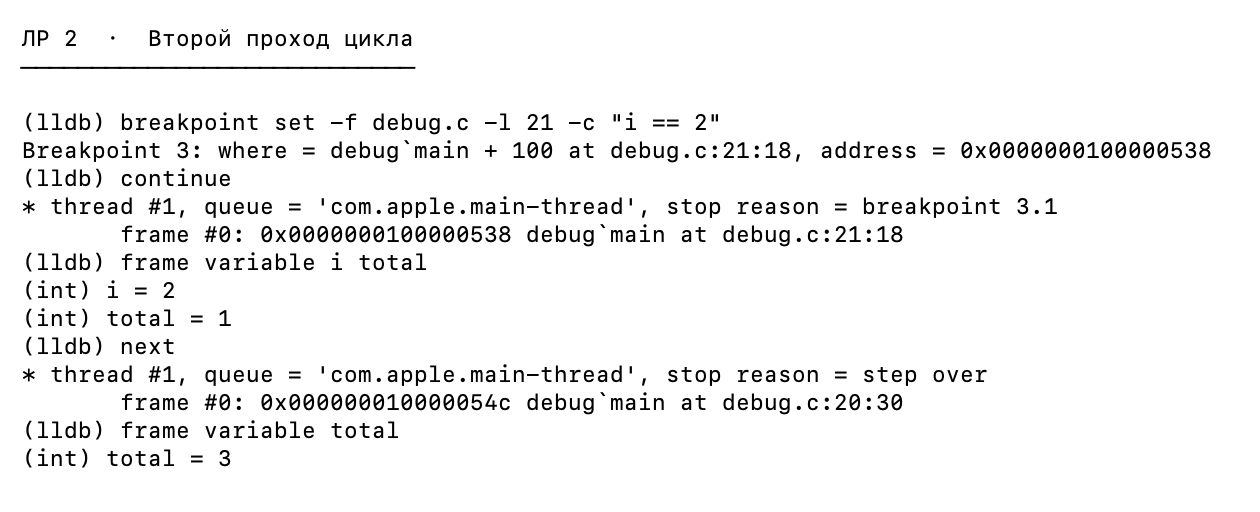 ЛР 2  ·  Второй проход цикла
(lldb) breakpoint set -f debug.c -l 21 -c "i == 2"
Breakpoint 3: where = debug`main + 100 at debug.c:21:18, address = 0x0000000100000538
(lldb) continue
* thread #1, queue = 'com.apple.main-thread', stop reason = breakpoint 3.1
       frame #0: 0x0000000100000538 debug`main at debug.c:21:18
(lldb) frame variable i total
(int) i = 2
(int) total = 1
(lldb) next
* thread #1, queue = 'com.apple.main-thread', stop reason = step over
       frame #0: 0x000000010000054c debug`main at debug.c:20:30
(lldb) frame variable total
(int) total = 3